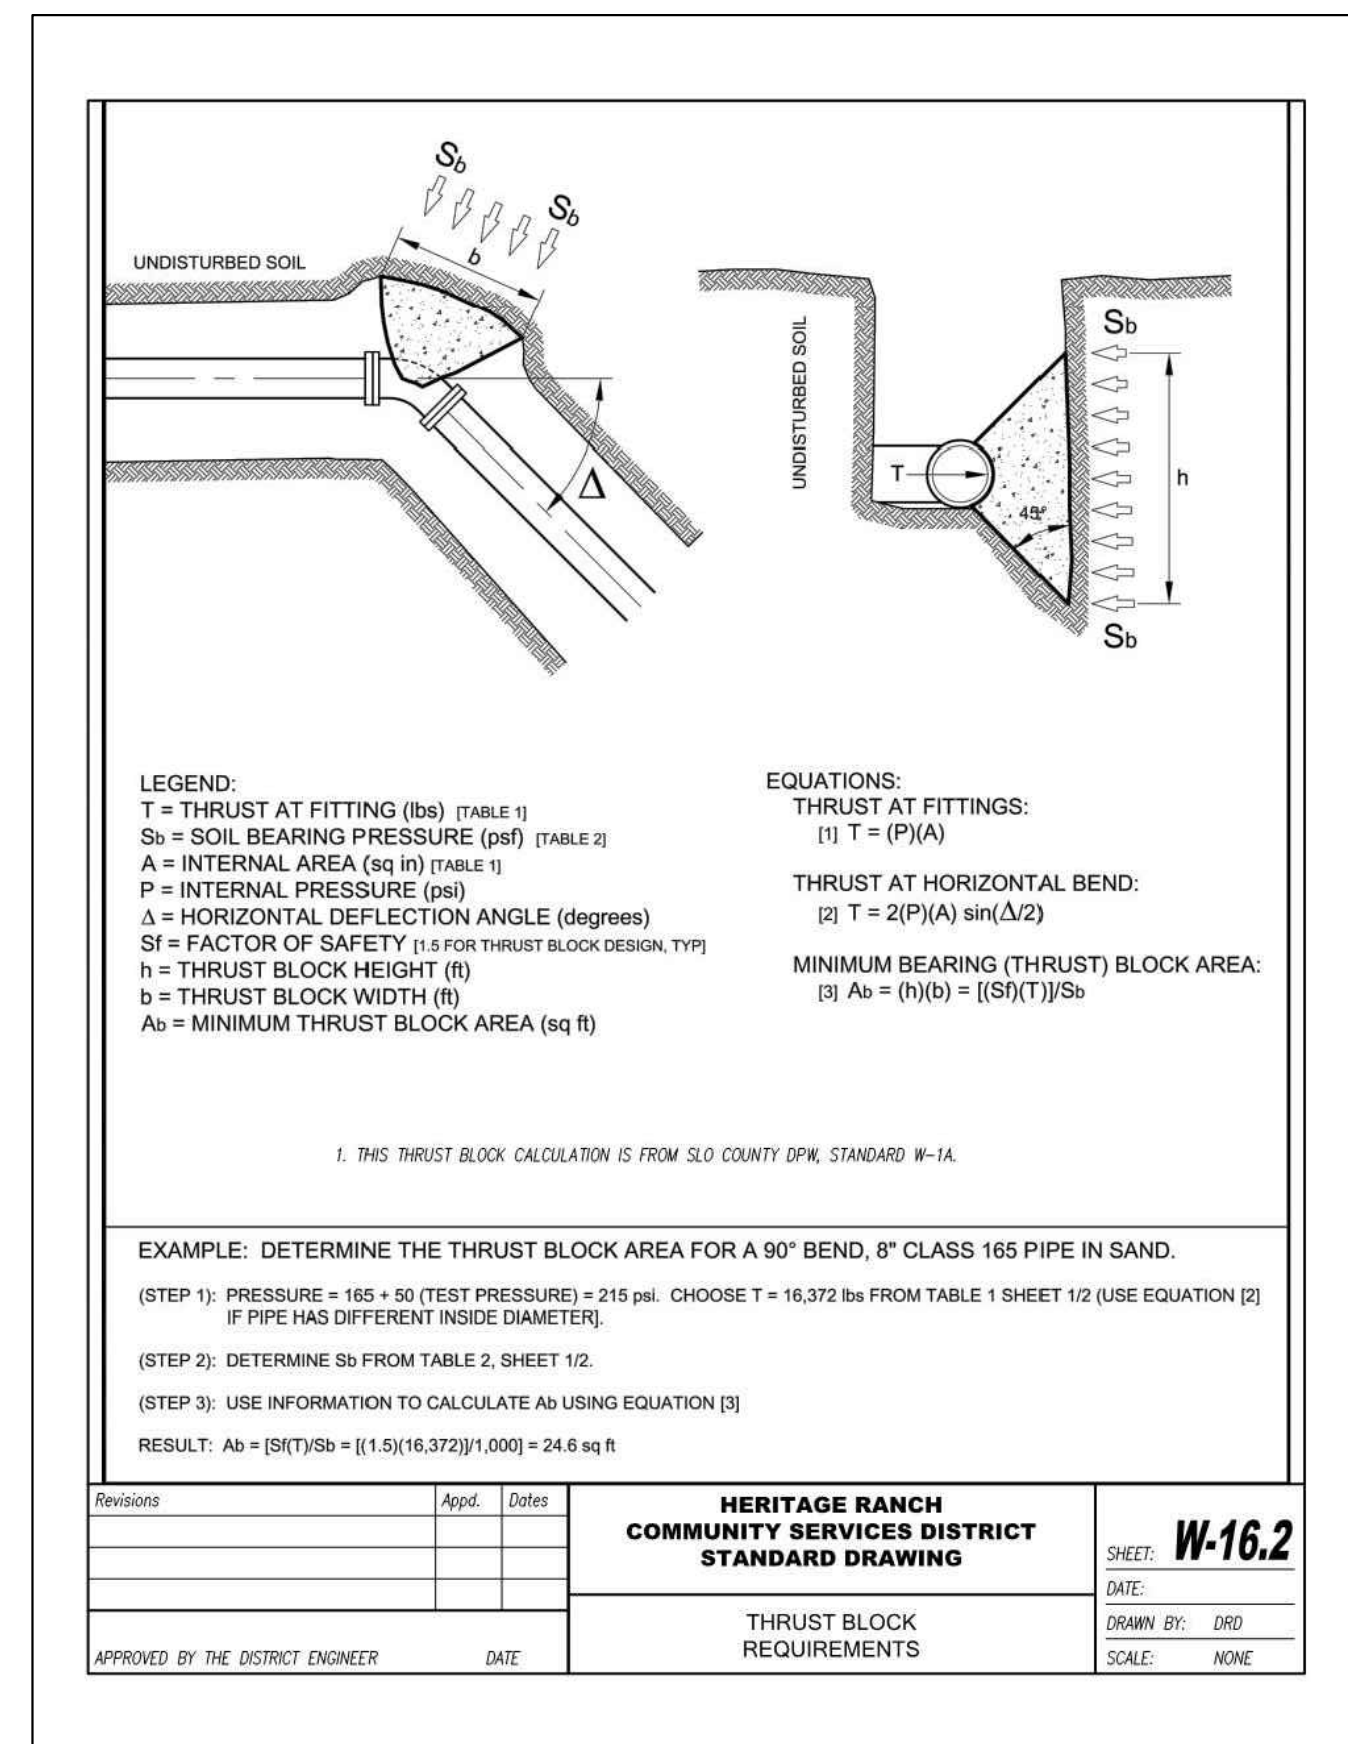 Sb
Sb
b
UNDISTURBED SOIL
Δ
UNDISTURBED SOIL
Sb
T
h
45°
Sb
LEGEND:
T = THRUST AT FITTING (lbs) [TABLE 1]
Sb = SOIL BEARING PRESSURE (psf) [TABLE 2]
A = INTERNAL AREA (sq in) [TABLE 1]
P = INTERNAL PRESSURE (psi)
Δ = HORIZONTAL DEFLECTION ANGLE (degrees)
Sf = FACTOR OF SAFETY [1.5 FOR THRUST BLOCK DESIGN, TYP]
h = THRUST BLOCK HEIGHT (ft)
b = THRUST BLOCK WIDTH (ft)
Ab = MINIMUM THRUST BLOCK AREA (sq ft)
EQUATIONS:
THRUST AT FITTINGS:
[1] T = (P)(A)
THRUST AT HORIZONTAL BEND:
[2] T = 2(P)(A) sin(Δ/2)
MINIMUM BEARING (THRUST) BLOCK AREA:
[3] Ab = (h)(b) = [(Sf)(T)]/Sb
1. THIS THRUST BLOCK CALCULATION IS FROM SLO COUNTY DPW, STANDARD W-1A.
EXAMPLE: DETERMINE THE THRUST BLOCK AREA FOR A 90° BEND, 8" CLASS 165 PIPE IN SAND.
(STEP 1): PRESSURE = 165 + 50 (TEST PRESSURE) = 215 psi. CHOOSE T = 16,372 lbs FROM TABLE 1 SHEET 1/2 (USE EQUATION [2]
IF PIPE HAS DIFFERENT INSIDE DIAMETER].
(STEP 2): DETERMINE Sb FROM TABLE 2, SHEET 1/2.
(STEP 3): USE INFORMATION TO CALCULATE Ab USING EQUATION [3]
RESULT: Ab = [Sf(T)/Sb = [(1.5)(16,372)]/1,000] = 24.6 sq ft
Revisions Appd. Dates
APPROVED BY THE DISTRICT ENGINEER DATE
HERITAGE RANCH
COMMUNITY SERVICES DISTRICT
STANDARD DRAWING
THRUST BLOCK
REQUIREMENTS
SHEET: W-16.2
DATE:
DRAWN BY: DRD
SCALE: NONE